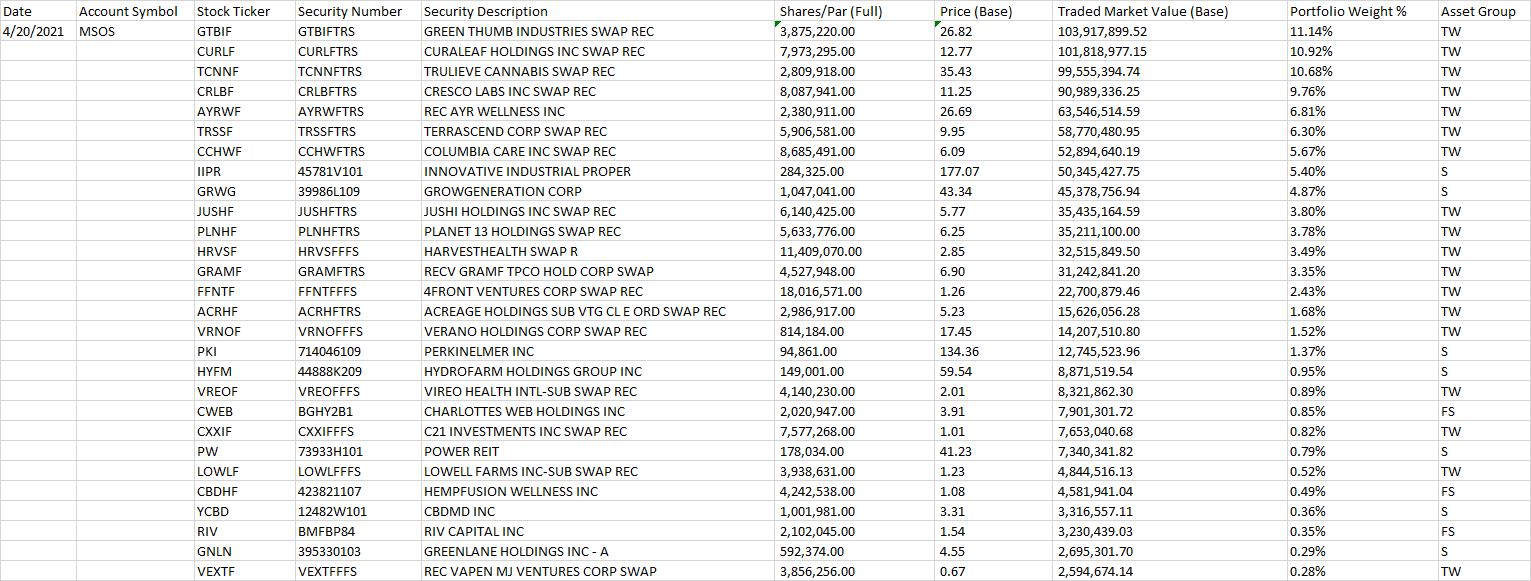 Date Account Symbol Stock Ticker Security Number Security Description Shares/Par (Full) Price (Base) Traded Market Value (Base) Portfolio Weight % Asset Group
4/20/2021 MSOS GTBIF GTBIFTRS GREEN THUMB INDUSTRIES SWAP REC 3,875,220.00 26.82 103,917,899.52 11.14% TW
CURLF CURLFTRS CURALEAF HOLDINGS INC SWAP REC 7,973,295.00 12.77 101,818,977.15 10.92% TW
TCNNF TCNNFTRS TRULIEVE CANNABIS SWAP REC 2,809,918.00 35.43 99,555,394.74 10.68% TW
CRLBF CRLBFTRS CRESCO LABS INC SWAP REC 8,087,941.00 11.25 90,989,336.25 9.76% TW
AYRWF AYRWFTRS REC AYR WELLNESS INC 2,380,911.00 26.69 63,546,514.59 6.81% TW
TRSSF TRSSFTRS TERRASCEND CORP SWAP REC 5,906,581.00 9.95 58,770,480.95 6.30% TW
CCHWF CCHWFTRS COLUMBIA CARE INC SWAP REC 8,685,491.00 6.09 52,894,640.19 5.67% TW
IIPR 45781V101 INNOVATIVE INDUSTRIAL PROPER 284,325.00 177.07 50,345,427.75 5.40% S
GRWG 39986L109 GROWGENERATION CORP 1,047,041.00 43.34 45,378,756.94 4.87% S
JUSHF JUSHFTRS JUSHI HOLDINGS INC SWAP REC 6,140,425.00 5.77 35,435,164.59 3.80% TW
PLNHF PLNHFTRS PLANET 13 HOLDINGS SWAP REC 5,633,776.00 6.25 35,211,100.00 3.78% TW
HRVSF HRVSFFFS HARVESTHEALTH SWAP R 11,409,070.00 2.85 32,515,849.50 3.49% TW
GRAMF GRAMFTRS RECV GRAMF TPCO HOLD CORP SWAP 4,527,948.00 6.90 31,242,841.20 3.35% TW
FFNTF FFNTFFFS 4FRONT VENTURES CORP SWAP REC 18,016,571.00 1.26 22,700,879.46 2.43% TW
ACRHF ACRHFTRS ACREAGE HOLDINGS SUB VTG CL E ORD SWAP REC 2,986,917.00 5.23 15,626,056.28 1.68% TW
VRNOF VRNOFFFS VERANO HOLDINGS CORP SWAP REC 814,184.00 17.45 14,207,510.80 1.52% TW
PKI 714046109 PERKINELMER INC 94,861.00 134.36 12,745,523.96 1.37% S
HYFM 44888K209 HYDROFARM HOLDINGS GROUP INC 149,001.00 59.54 8,871,519.54 0.95% S
VREOF VREOFFFS VIREO HEALTH INTL-SUB SWAP REC 4,140,230.00 2.01 8,321,862.30 0.89% TW
CWEB BGHY2B1 CHARLOTTES WEB HOLDINGS INC 2,020,947.00 3.91 7,901,301.72 0.85% FS
CXXIF CXXIFFFS C21 INVESTMENTS INC SWAP REC 7,577,268.00 1.01 7,653,040.68 0.82% TW
PW 73933H101 POWER REIT 178,034.00 41.23 7,340,341.82 0.79% S
LOWLF LOWLFFFS LOWELL FARMS INC-SUB SWAP REC 3,938,631.00 1.23 4,844,516.13 0.52% TW
CBDHF 423821107 HEMPFUSION WELLNESS INC 4,242,538.00 1.08 4,581,941.04 0.49% FS
YCBD 12482W101 CBDMD INC 1,001,981.00 3.31 3,316,557.11 0.36% S
RIV BMFBP84 RIV CAPITAL INC 2,102,045.00 1.54 3,230,439.03 0.35% FS
GNLN 395330103 GREENLANE HOLDINGS INC - A 592,374.00 4.55 2,695,301.70 0.29% S
VEXTF VEXTFFFS REC VAPEN MJ VENTURES CORP SWAP 3,856,256.00 0.67 2,594,674.14 0.28% TW